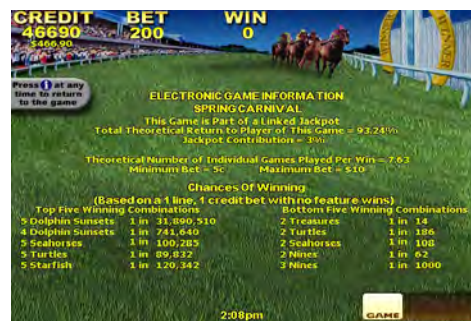 CREDIT BET WIN
46690 200 0
$466.90
Press i at any
time to return
to the game
ELECTRONIC GAME INFORMATION
SPRING CARNIVAL
This Game is Part of a Linked Jackpot
Total Theoretical Return to Player of This Game = 93.24%
Jackpot Contribution = 3%
Theoretical Number of Individual Games Played Per Win = 7.63
Minimum Bet = 5c Maximum Bet = $10
Chances Of Winning
(Based on a 1 line, 1 credit bet with no feature wins)
Top Five Winning Combinations Bottom Five Winning Combinations
5 Dolphin Sunsets 1 in 31,890,510 2 Treasures 1 in 14
4 Dolphin Sunsets 1 in 741,640 2 Turtles 1 in 186
5 Seahorses 1 in 100,285 2 Seahorses 1 in 108
5 Turtles 1 in 89,832 2 Nines 1 in 62
5 Starfish 1 in 120,342 3 Nines 1 in 1000
2:08pm
GAME